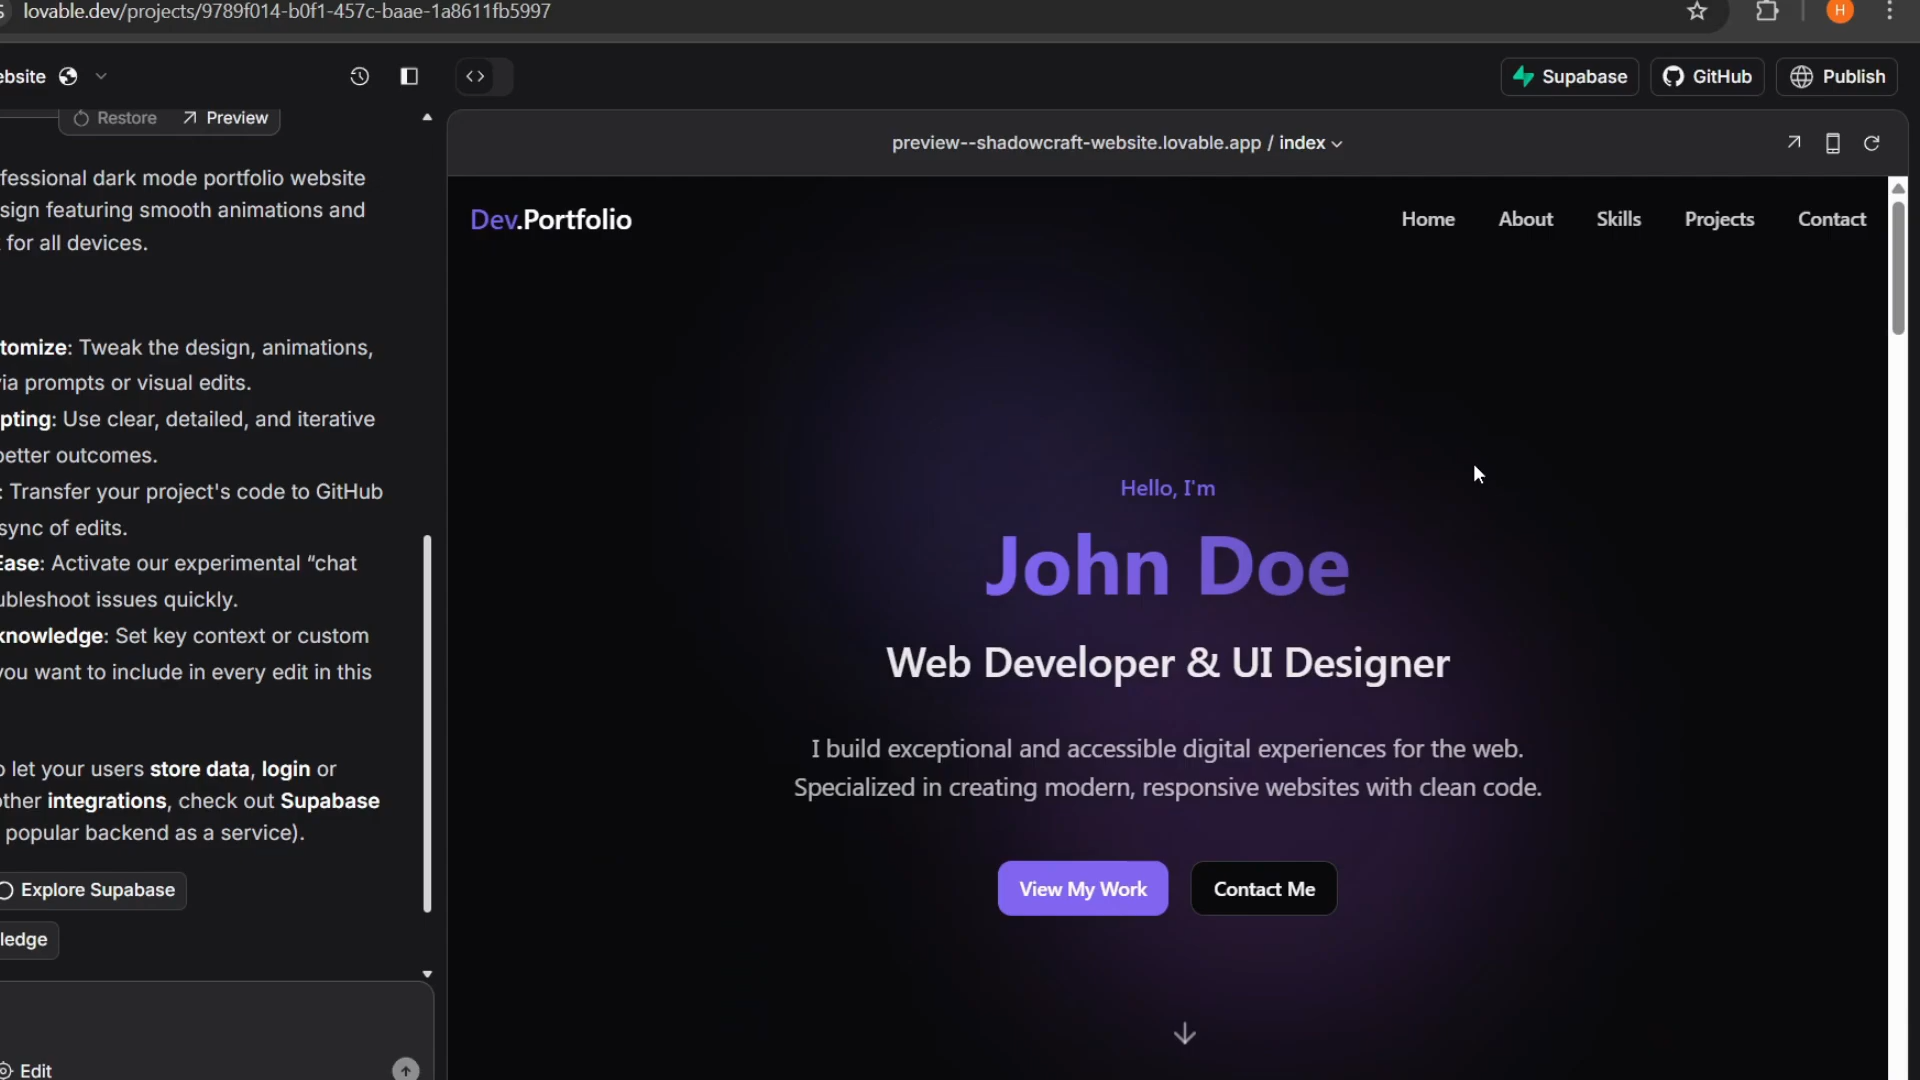 lovable.dev/projects/9789f014-b0f1-457c-baae-1a8611fb5997
H
ebsite
Supabase
GitHub
Publish
Restore
Preview
preview--shadowcraft-website.lovable.app / index
fessional dark mode portfolio website
sign featuring smooth animations and
for all devices.
tomize: Tweak the design, animations,
via prompts or visual edits.
pting: Use clear, detailed, and iterative
better outcomes.
: Transfer your project's code to GitHub
sync of edits.
Ease: Activate our experimental “chat
ubleshoot issues quickly.
knowledge: Set key context or custom
you want to include in every edit in this
o let your users store data, login or
other integrations, check out Supabase
popular backend as a service).
Explore Supabase
ledge
Edit
Dev.Portfolio
Home
About
Skills
Projects
Contact
Hello, I'm
John Doe
Web Developer & UI Designer
I build exceptional and accessible digital experiences for the web.
Specialized in creating modern, responsive websites with clean code.
View My Work
Contact Me